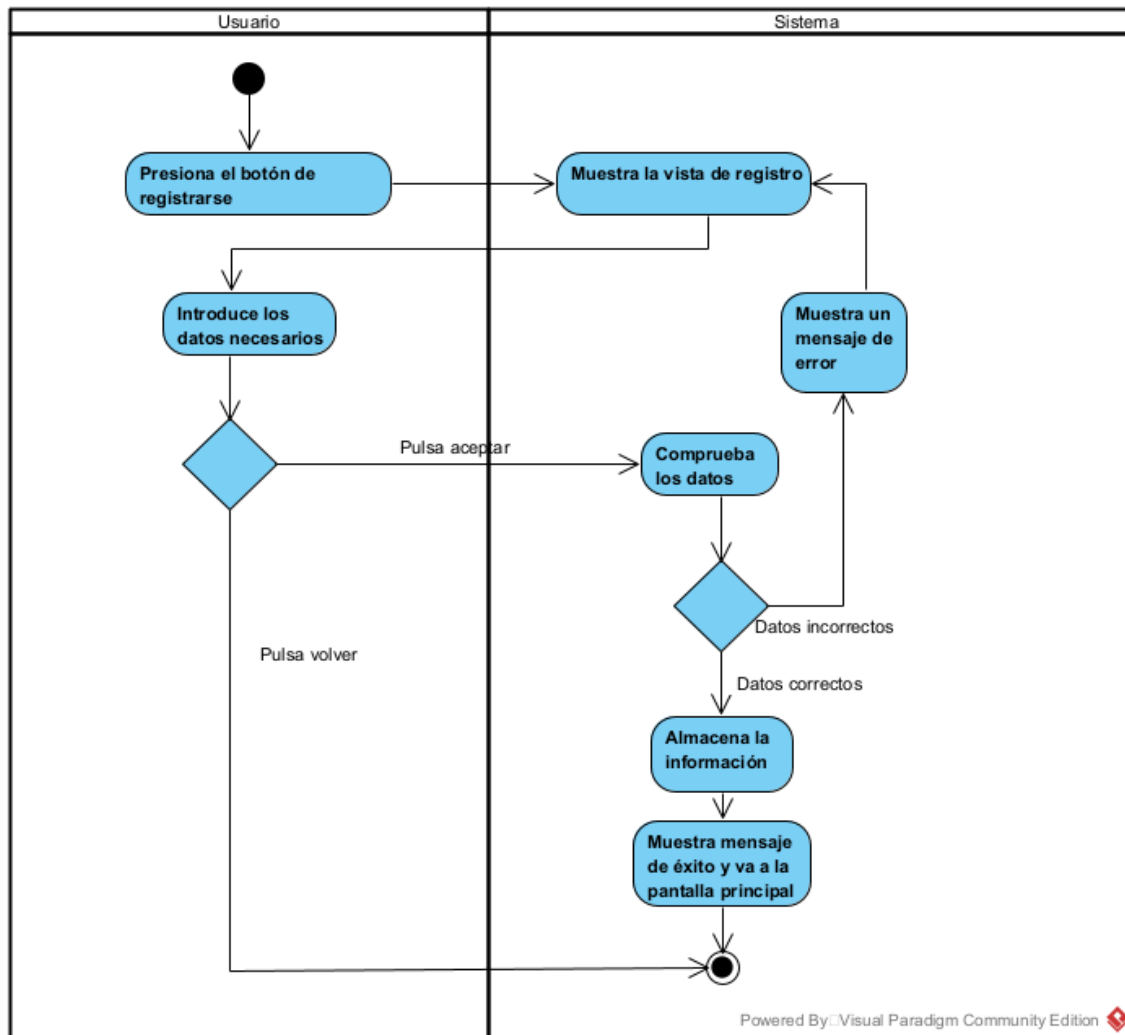 Usuario
Sistema
Presiona el botón de
registrarse
Muestra la vista de registro
Introduce los
datos necesarios
Muestra un
mensaje de
error
Pulsa aceptar
Comprueba
los datos
Datos incorrectos
Pulsa volver
Datos correctos
Almacena la
información
Muestra mensaje
de éxito y va a la
pantalla principal
Powered By Visual Paradigm Community Edition